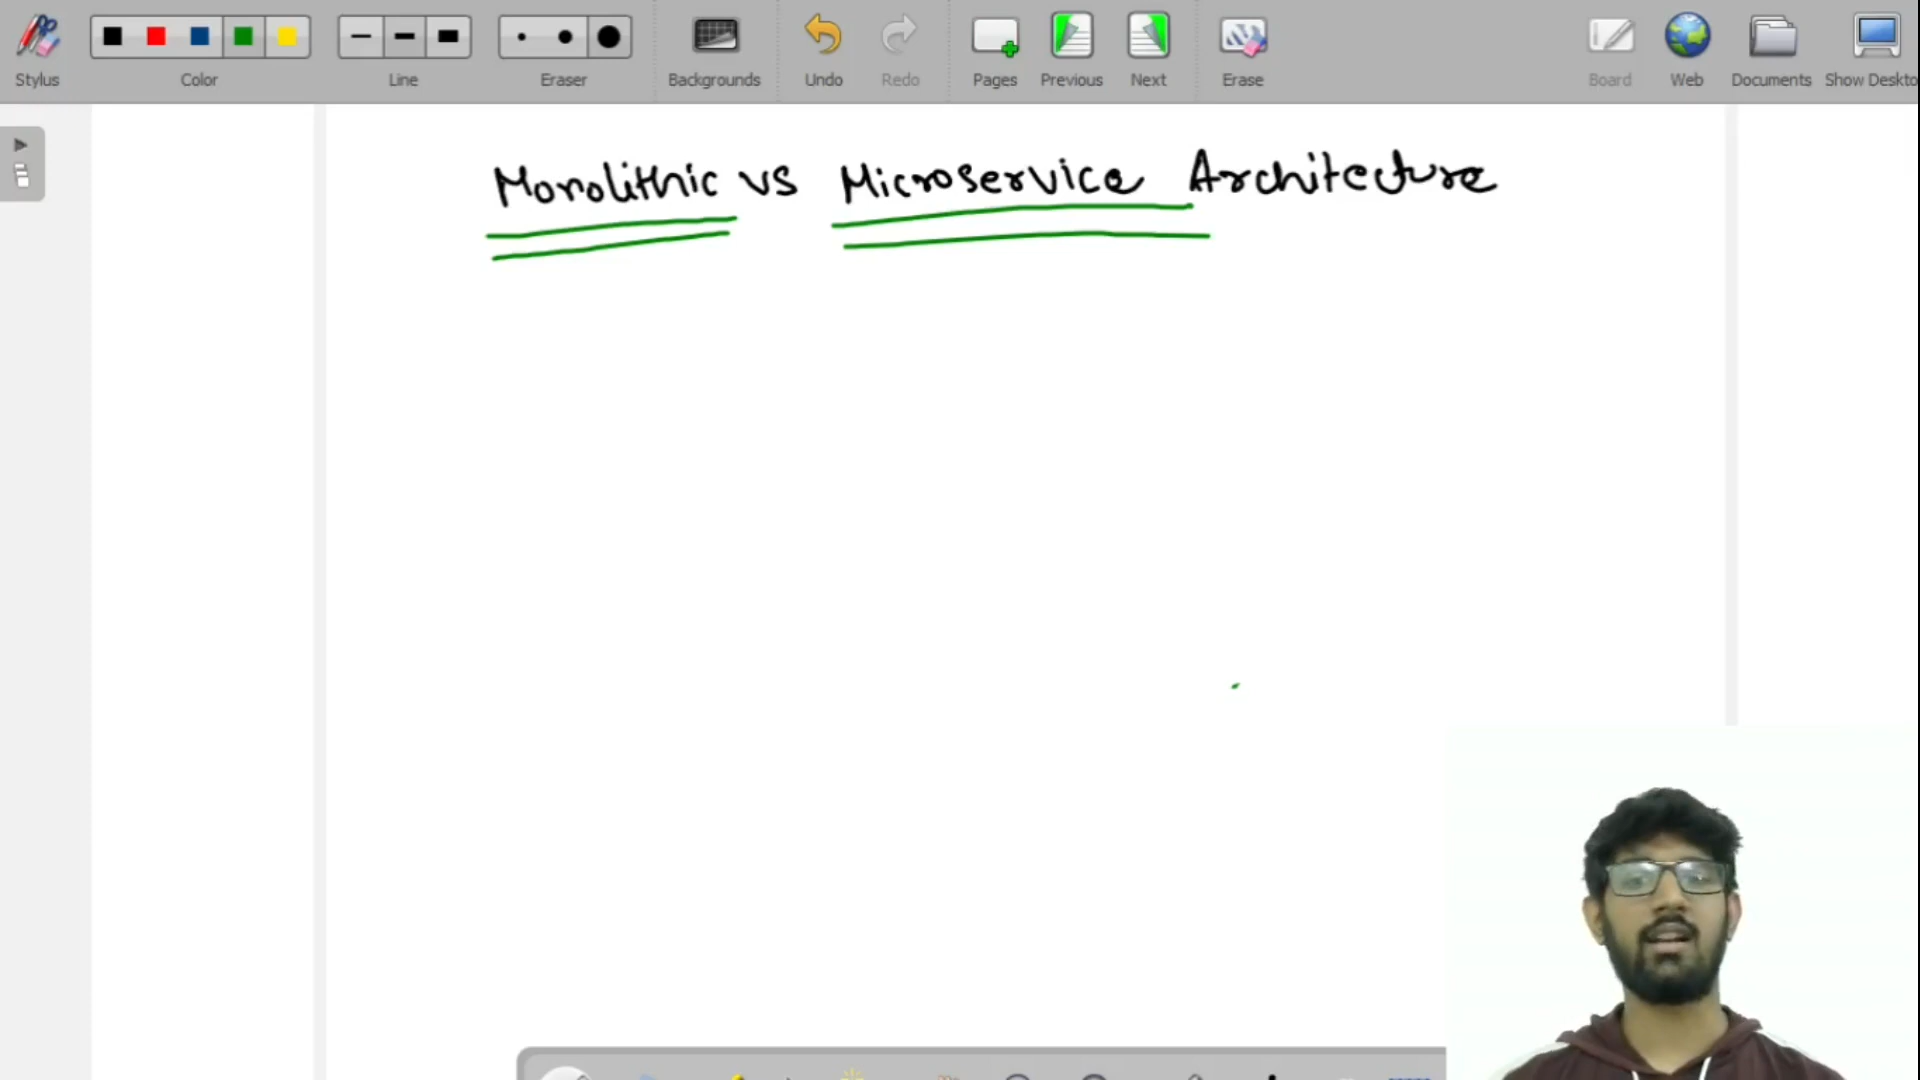 Stylus Color Line Eraser Backgrounds Undo Redo Pages Previous Next Erase Board Web Documents Show Deskto
Monolithic vs Microservice Architecture